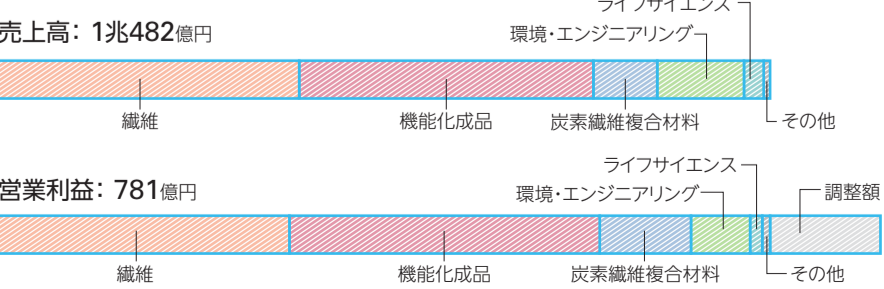 ライフサイエンス
売上高：1兆482億円
環境・エンジニアリング
繊維
機能化成品
炭素繊維複合材料
その他
ライフサイエンス
営業利益：781億円
環境・エンジニアリング
調整額
繊維
機能化成品
炭素繊維複合材料
その他